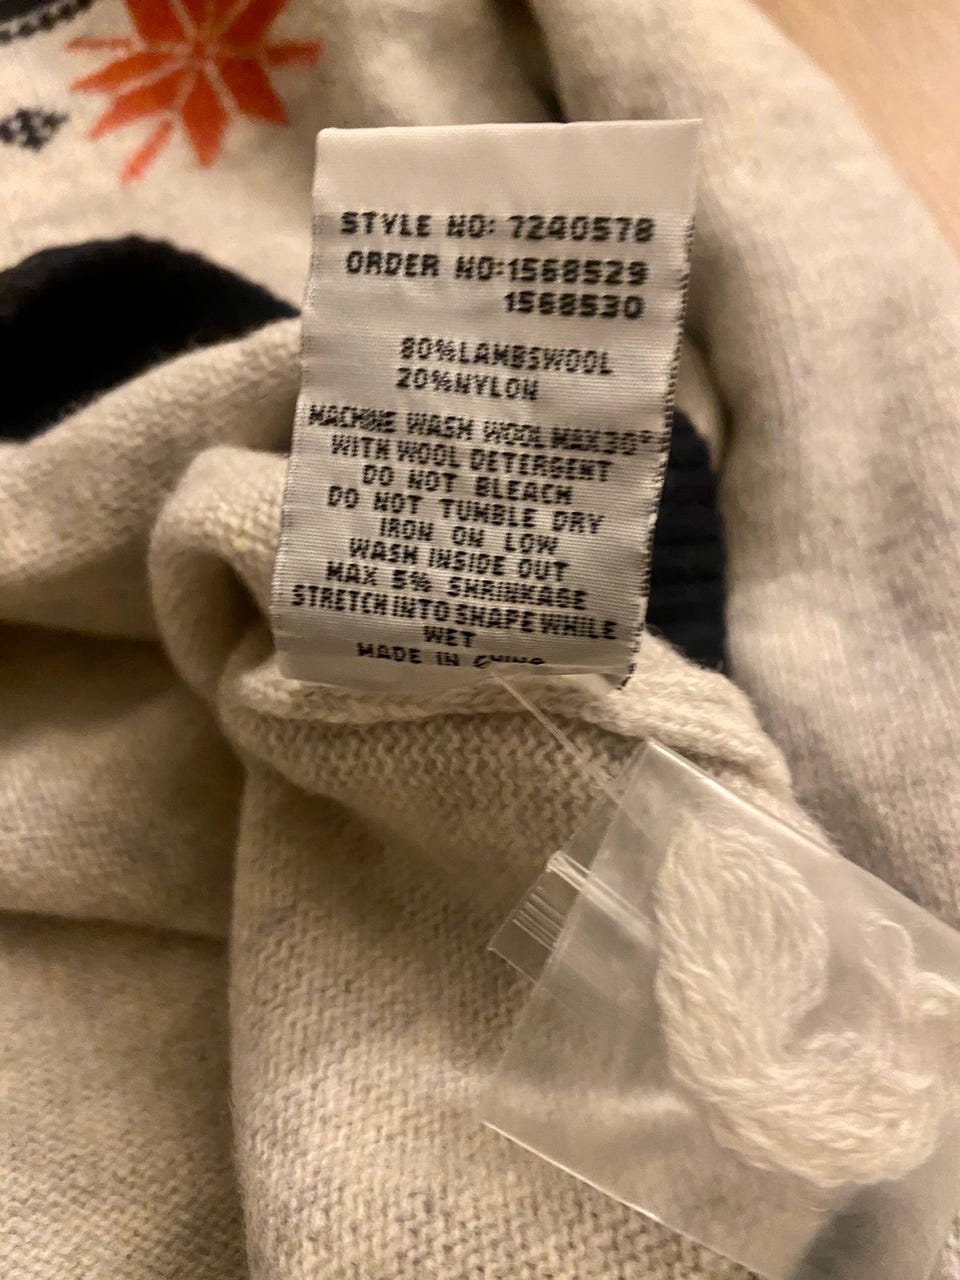 STYLE NO: 7240578
ORDER NO:1568529
1568530
80%LAMBSWOOL
20%NYLON
MACHINE WASH WOOL MAX30°
WITH WOOL DETERGENT
DO NOT BLEACH
DO NOT TUMBLE DRY
IRON ON LOW
WASH INSIDE OUT
MAX 5% SHRINKAGE
STRETCH INTO SHAPE WHILE
WET
MADE IN CHINA